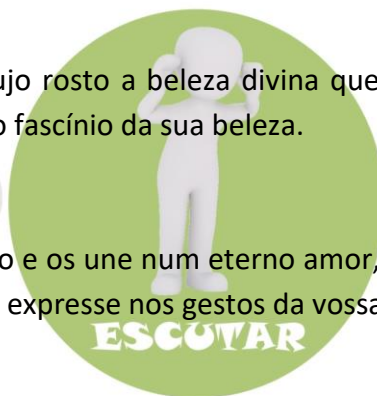 ujo rosto a beleza divina que
o fascínio da sua beleza.
o e os une num eterno amor,
expresse nos gestos da vossa
ESCUTAR